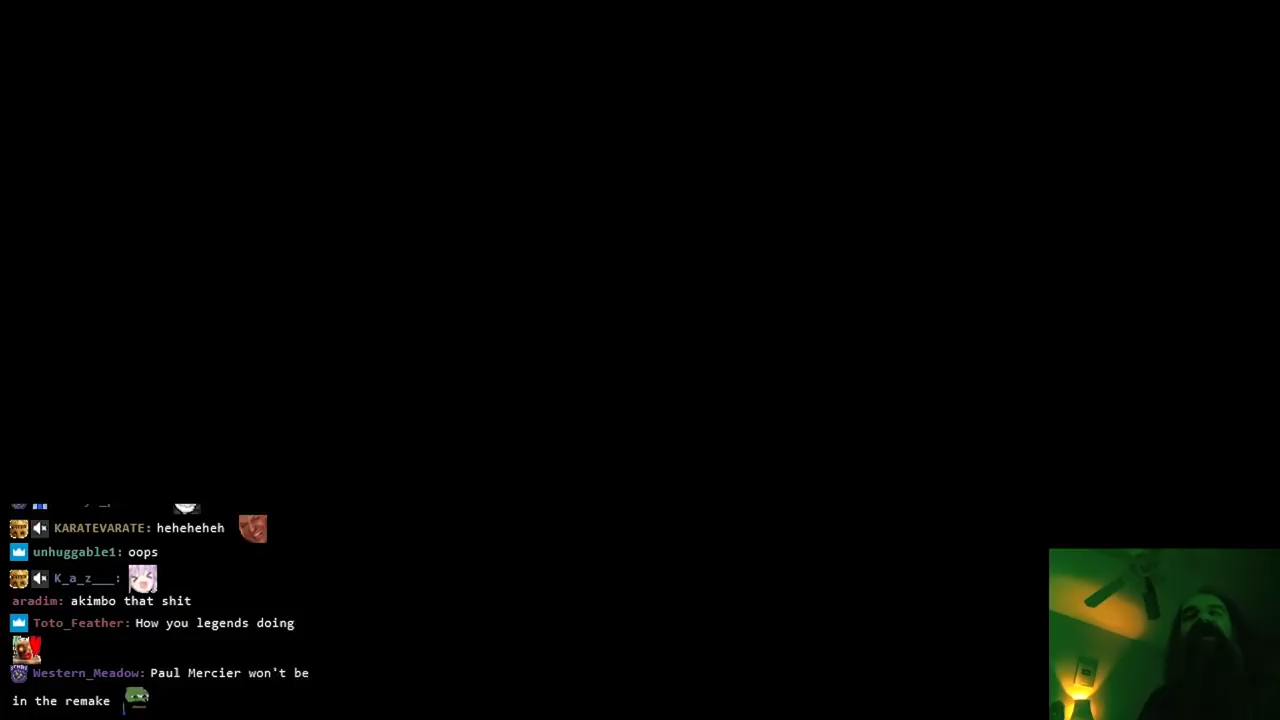 KARATEVARATE: heheheheh
unhuggable1: oops
K_a_z___:
aradim: akimbo that shit
Toto_Feather: How you legends doing
Western_Meadow: Paul Mercier won't be
in the remake